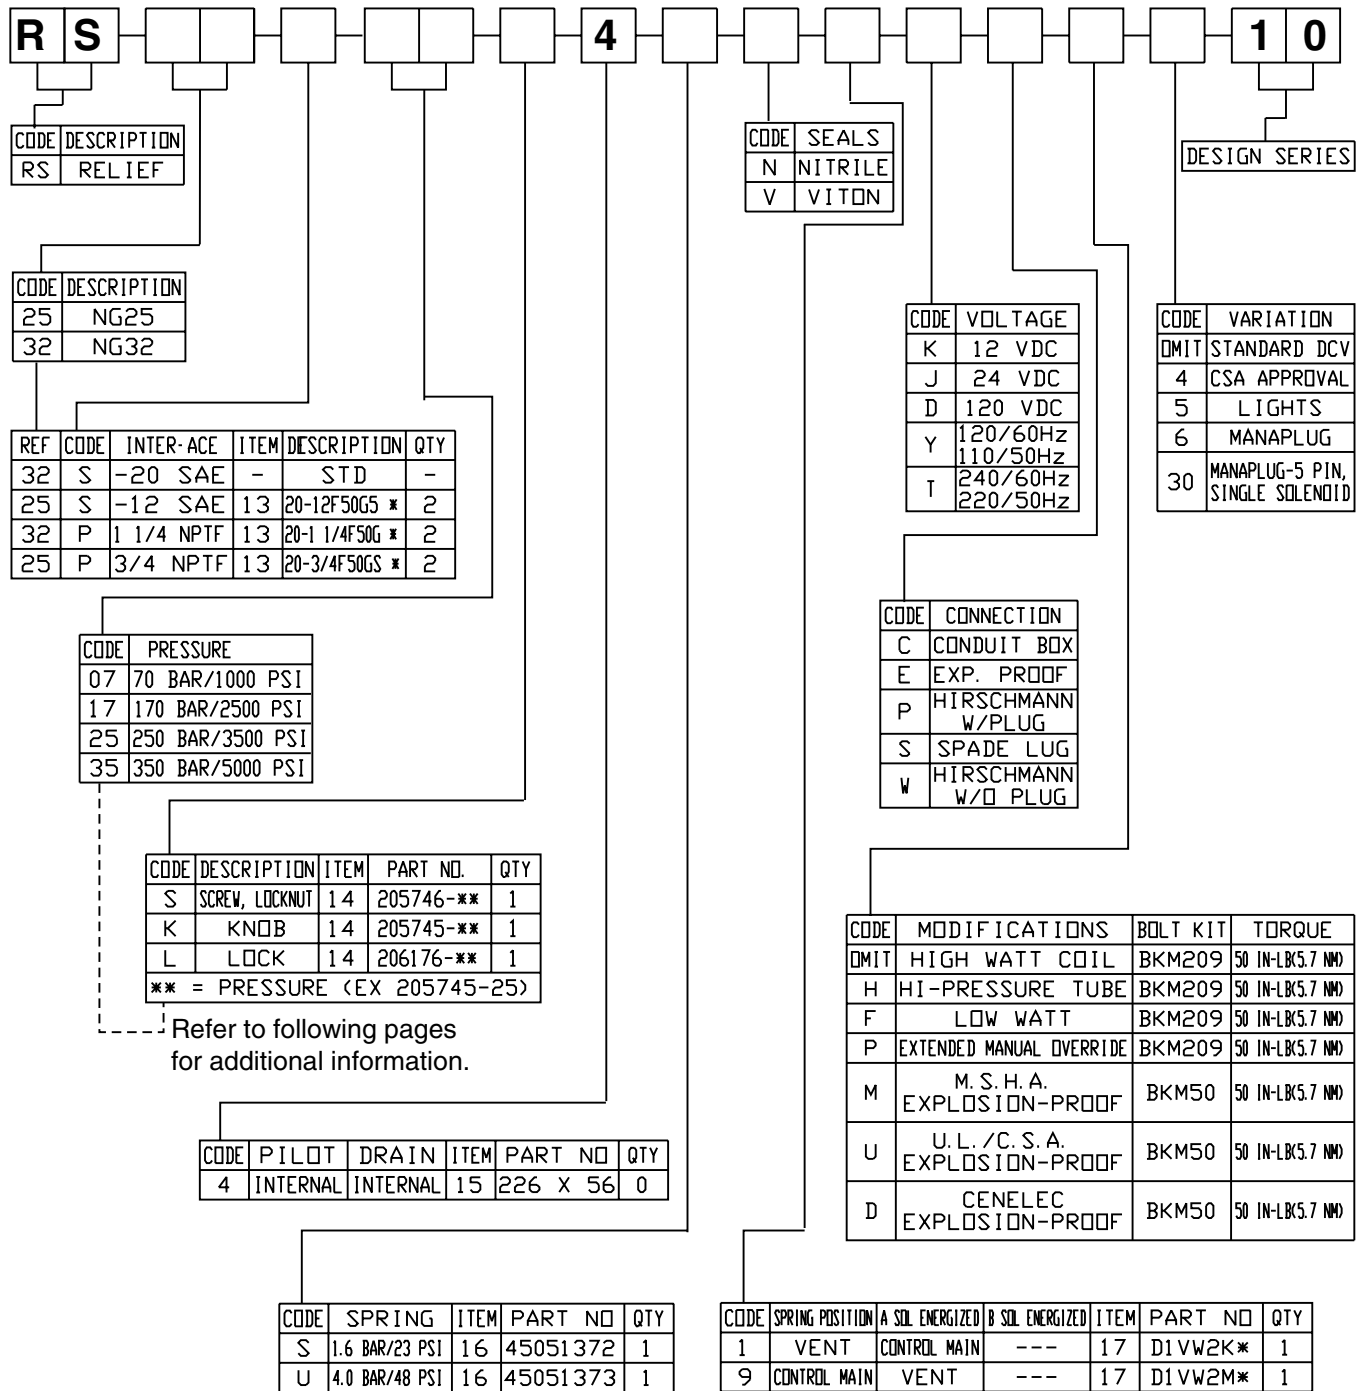 R S 4 1 0
CODE DESCRIPTION
RS RELIEF
CODE SEALS
N NITRILE
V VITON
DESIGN SERIES
CODE DESCRIPTION
25 NG25
32 NG32
CODE VOLTAGE
K 12 VDC
J 24 VDC
D 120 VDC
Y 120/60Hz
110/50Hz
T 240/60Hz
220/50Hz
CODE VARIATION
OMIT STANDARD DCV
4 CSA APPROVAL
5 LIGHTS
6 MANAPLUG
30 MANAPLUG-5 PIN,
SINGLE SOLENOID
REF CODE INTER-ACE ITEM DESCRIPTION QTY
32 S -20 SAE - STD -
25 S -12 SAE 13 20-12F50G5 * 2
32 P 1 1/4 NPTF 13 20-1 1/4F50G * 2
25 P 3/4 NPTF 13 20-3/4F50GS * 2
CODE PRESSURE
07 70 BAR/1000 PSI
17 170 BAR/2500 PSI
25 250 BAR/3500 PSI
35 350 BAR/5000 PSI
CODE CONNECTION
C CONDUIT BOX
E EXP. PROOF
P HIRSCHMANN
W/PLUG
S SPADE LUG
W HIRSCHMANN
W/O PLUG
CODE DESCRIPTION ITEM PART NO. QTY
S SCREW, LOCKNUT 14 205746-** 1
K KNOB 14 205745-** 1
L LOCK 14 206176-** 1
** = PRESSURE (EX 205745-25)
Refer to following pages
for additional information.
CODE MODIFICATIONS BOLT KIT TORQUE
OMIT HIGH WATT COIL BKM209 50 IN-LB(5.7 NM)
H HI-PRESSURE TUBE BKM209 50 IN-LB(5.7 NM)
F LOW WATT BKM209 50 IN-LB(5.7 NM)
P EXTENDED MANUAL OVERRIDE BKM209 50 IN-LB(5.7 NM)
M M.S.H.A.
EXPLOSION-PROOF BKM50 50 IN-LB(5.7 NM)
U U.L./C.S.A.
EXPLOSION-PROOF BKM50 50 IN-LB(5.7 NM)
D CENELEC
EXPLOSION-PROOF BKM50 50 IN-LB(5.7 NM)
CODE PILOT DRAIN ITEM PART NO QTY
4 INTERNAL INTERNAL 15 226 X 56 0
CODE SPRING ITEM PART NO QTY
S 1.6 BAR/23 PSI 16 45051372 1
U 4.0 BAR/48 PSI 16 45051373 1
CODE SPRING POSITION A SOL ENERGIZED B SOL ENERGIZED ITEM PART NO QTY
1 VENT CONTROL MAIN --- 17 D1VW2K* 1
9 CONTROL MAIN VENT --- 17 D1VW2M* 1